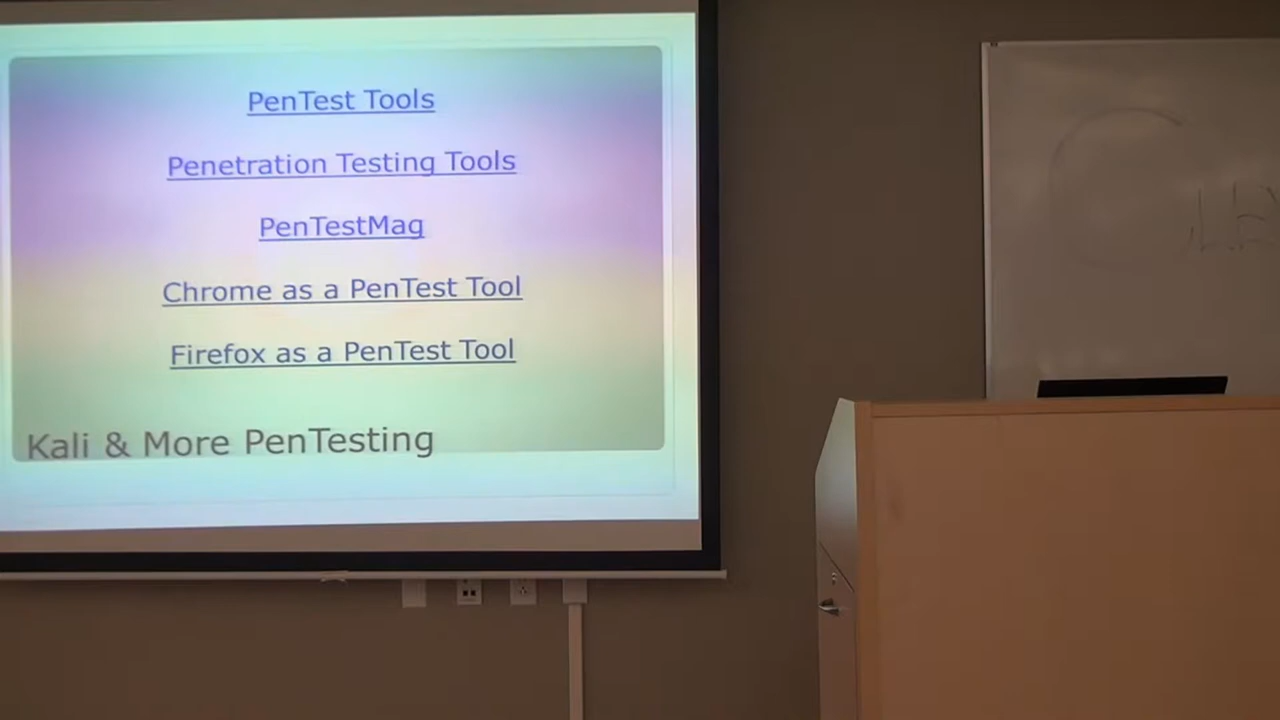 PenTest Tools
Penetration Testing Tools
PenTestMag
Chrome as a PenTest Tool
Firefox as a PenTest Tool
Kali & More PenTesting